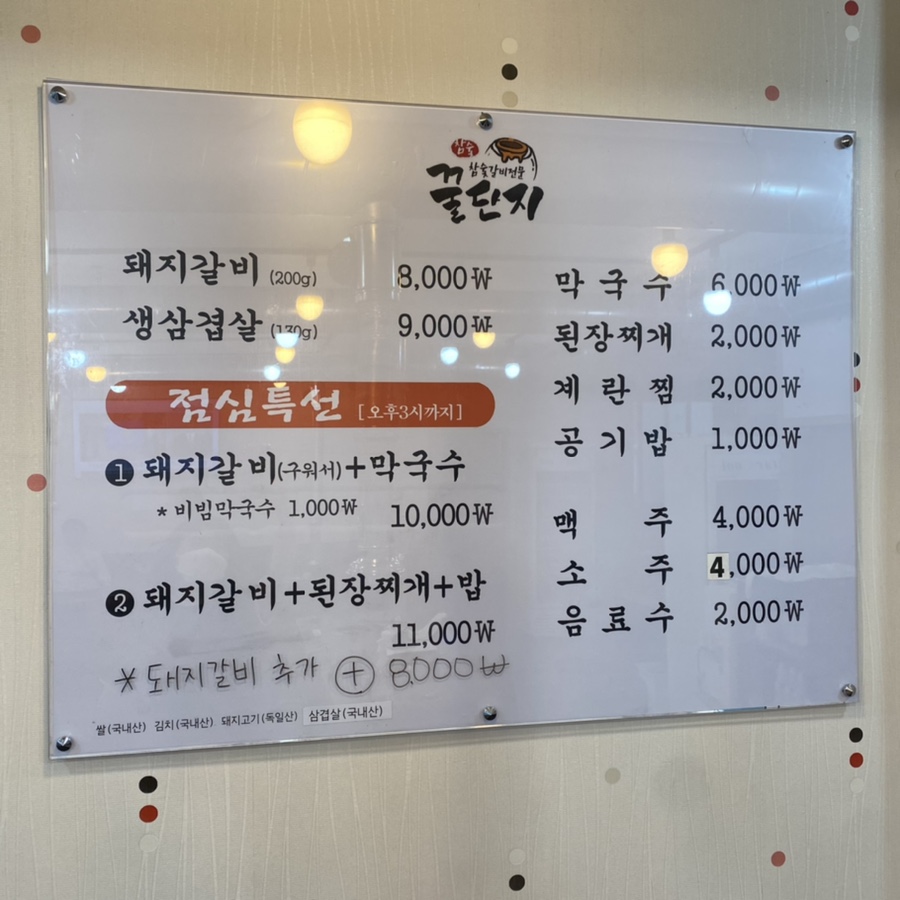 참숯
참숯갈비전문
꿀단지
돼지갈비 (200g) 8,000₩
생삼겹살 (130g) 9,000₩
점심특선 [오후3시까지]
❶ 돼지갈비(구워서)+막국수
* 비빔막국수 1,000₩ 10,000₩
❷ 돼지갈비+된장찌개+밥
11,000₩
* 돼지갈비 추가 ⊕ 8,000₩
쌀(국내산) 김치(국내산) 돼지고기(독일산) 삼겹살(국내산)
막국수 6,000₩
된장찌개 2,000₩
계란찜 2,000₩
공기밥 1,000₩
맥주 4,000₩
소주 4,000₩
음료수 2,000₩